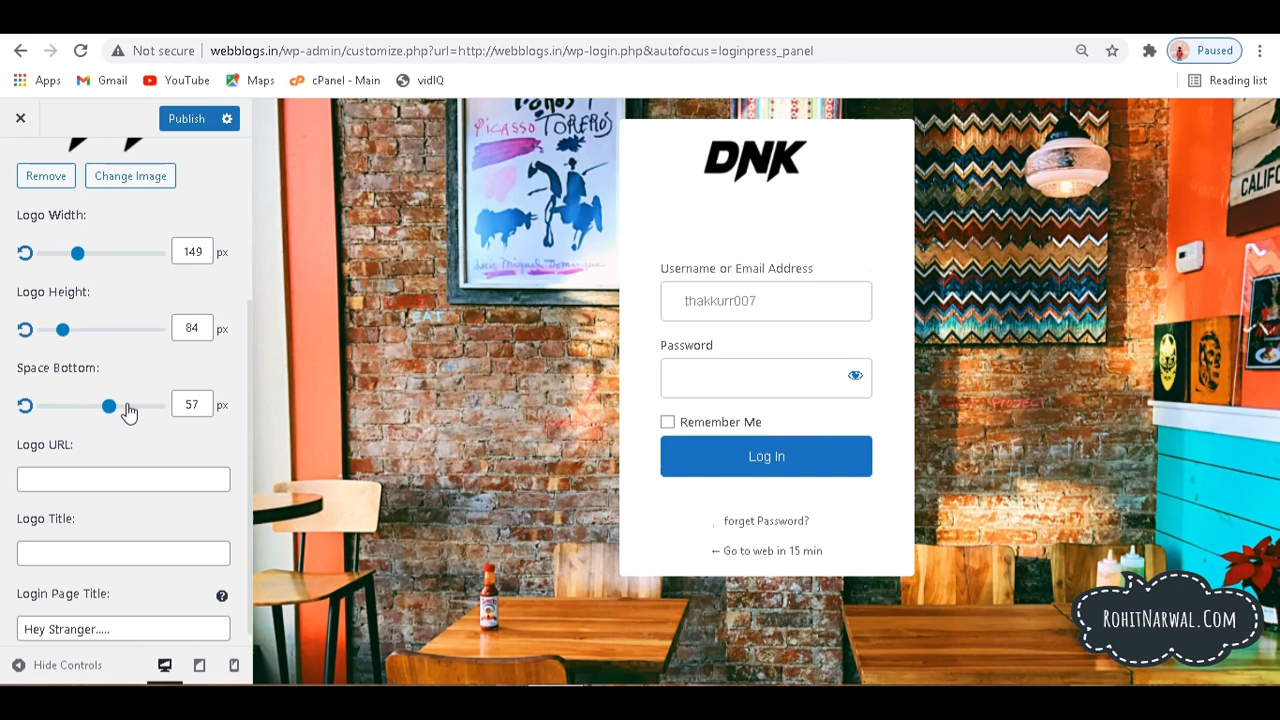 Not secure
webblogs.in/wp-admin/customize.php?url=http://webblogs.in/wp-login.php&autofocus=loginpress_panel
Paused
Apps
Gmail
YouTube
Maps
cPanel - Main
vidIQ
Reading list
Publish
Remove
Change Image
Logo Width:
149 px
Logo Height:
84 px
Space Bottom:
57 px
Logo URL:
Logo Title:
Login Page Title:
Hey Stranger.....
Hide Controls
PICASSO TOREROS
EAT
DNK
Username or Email Address
thakkurr007
Password
Remember Me
Log In
forget Password?
← Go to web in 15 min
CALIFO
ROHITNARWAL.COM